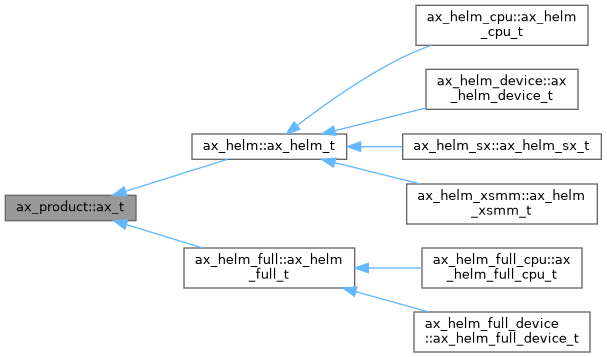 ax_product::ax_t
ax_helm::ax_helm_t
ax_helm_full::ax_helm
_full_t
ax_helm_cpu::ax_helm
_cpu_t
ax_helm_device::ax
_helm_device_t
ax_helm_sx::ax_helm_sx_t
ax_helm_xsmm::ax_helm
_xsmm_t
ax_helm_full_cpu::ax
_helm_full_cpu_t
ax_helm_full_device
::ax_helm_full_device_t